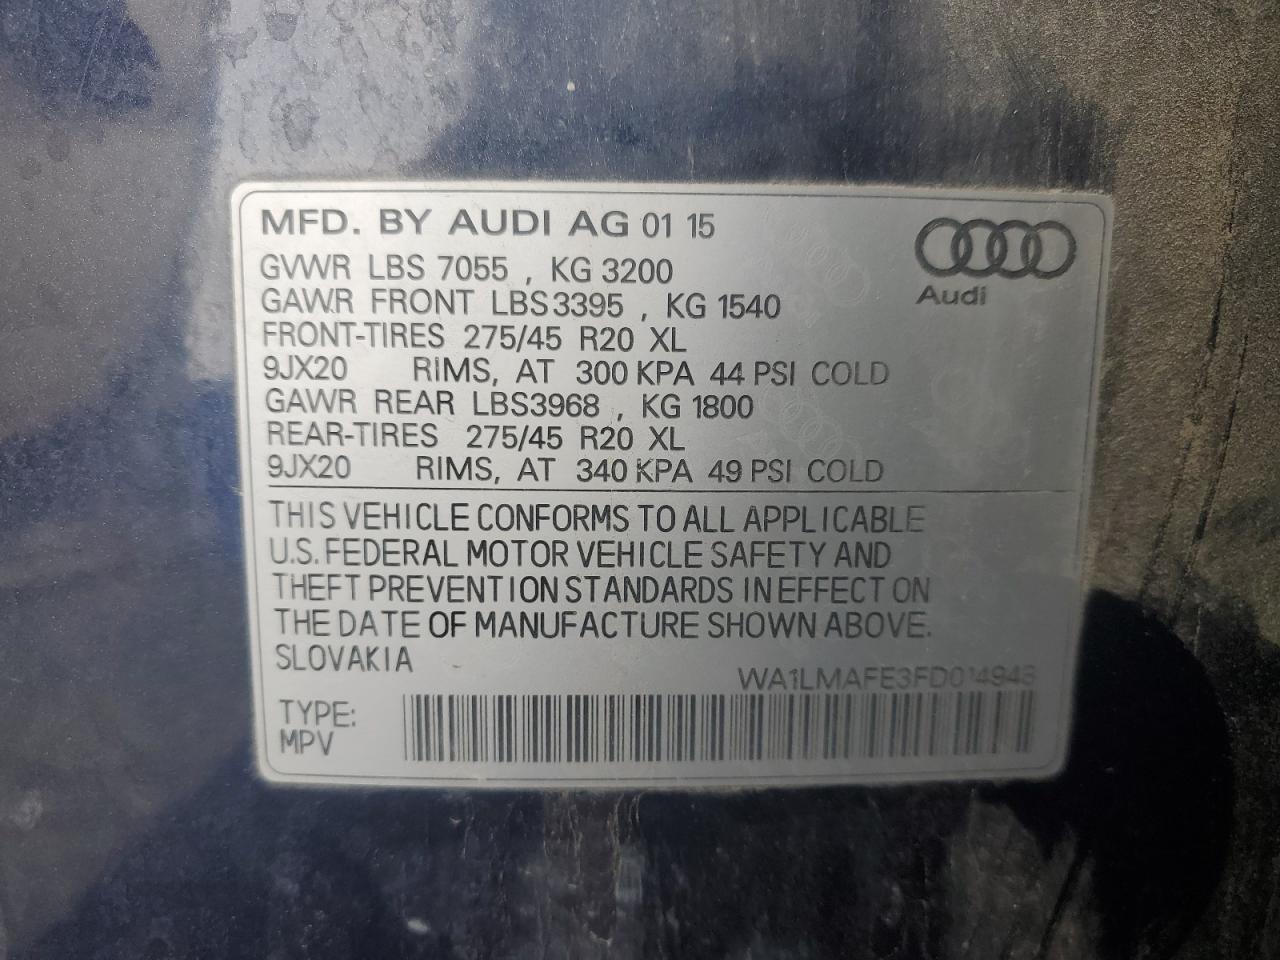 MFD. BY AUDI AG 01 15
GVWR LBS 7055 , KG 3200
GAWR FRONT LBS3395 , KG 1540
FRONT-TIRES 275/45 R20 XL
9JX20 RIMS, AT 300 KPA 44 PSI COLD
GAWR REAR LBS3968 , KG 1800
REAR-TIRES 275/45 R20 XL
9JX20 RIMS, AT 340 KPA 49 PSI COLD
Audi
THIS VEHICLE CONFORMS TO ALL APPLICABLE
U.S. FEDERAL MOTOR VEHICLE SAFETY AND
THEFT PREVENTION STANDARDS IN EFFECT ON
THE DATE OF MANUFACTURE SHOWN ABOVE.
SLOVAKIA
TYPE:
MPV